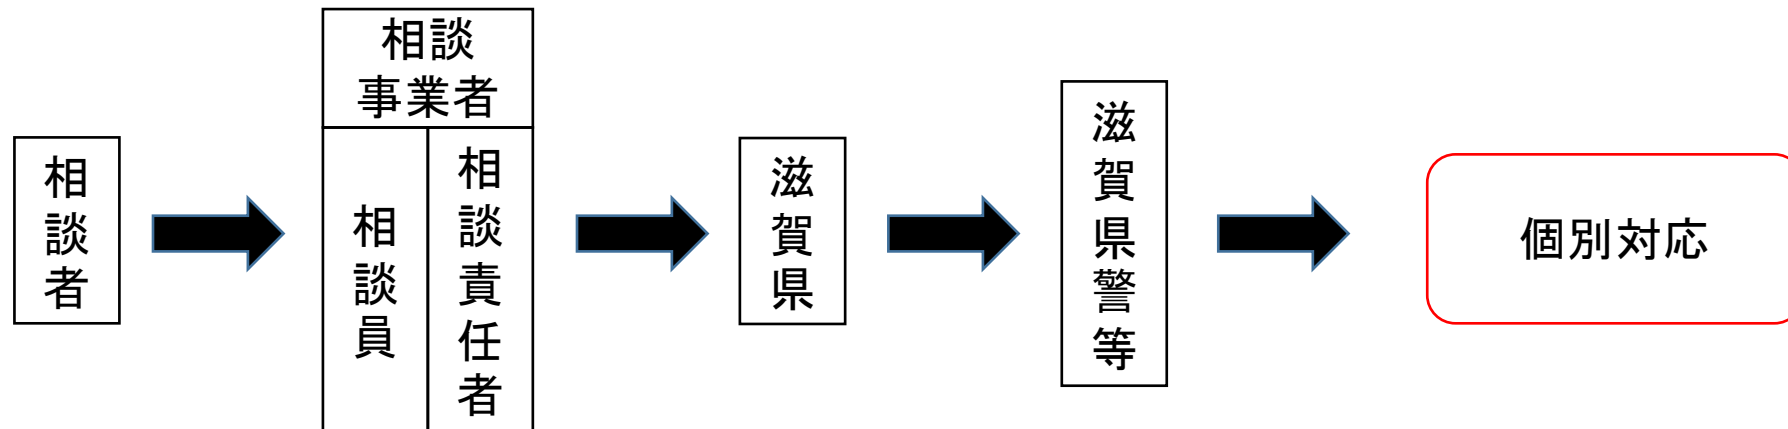 相談者
相談
事業者
相談員
相談責任者
滋賀県
滋賀県警等
個別対応